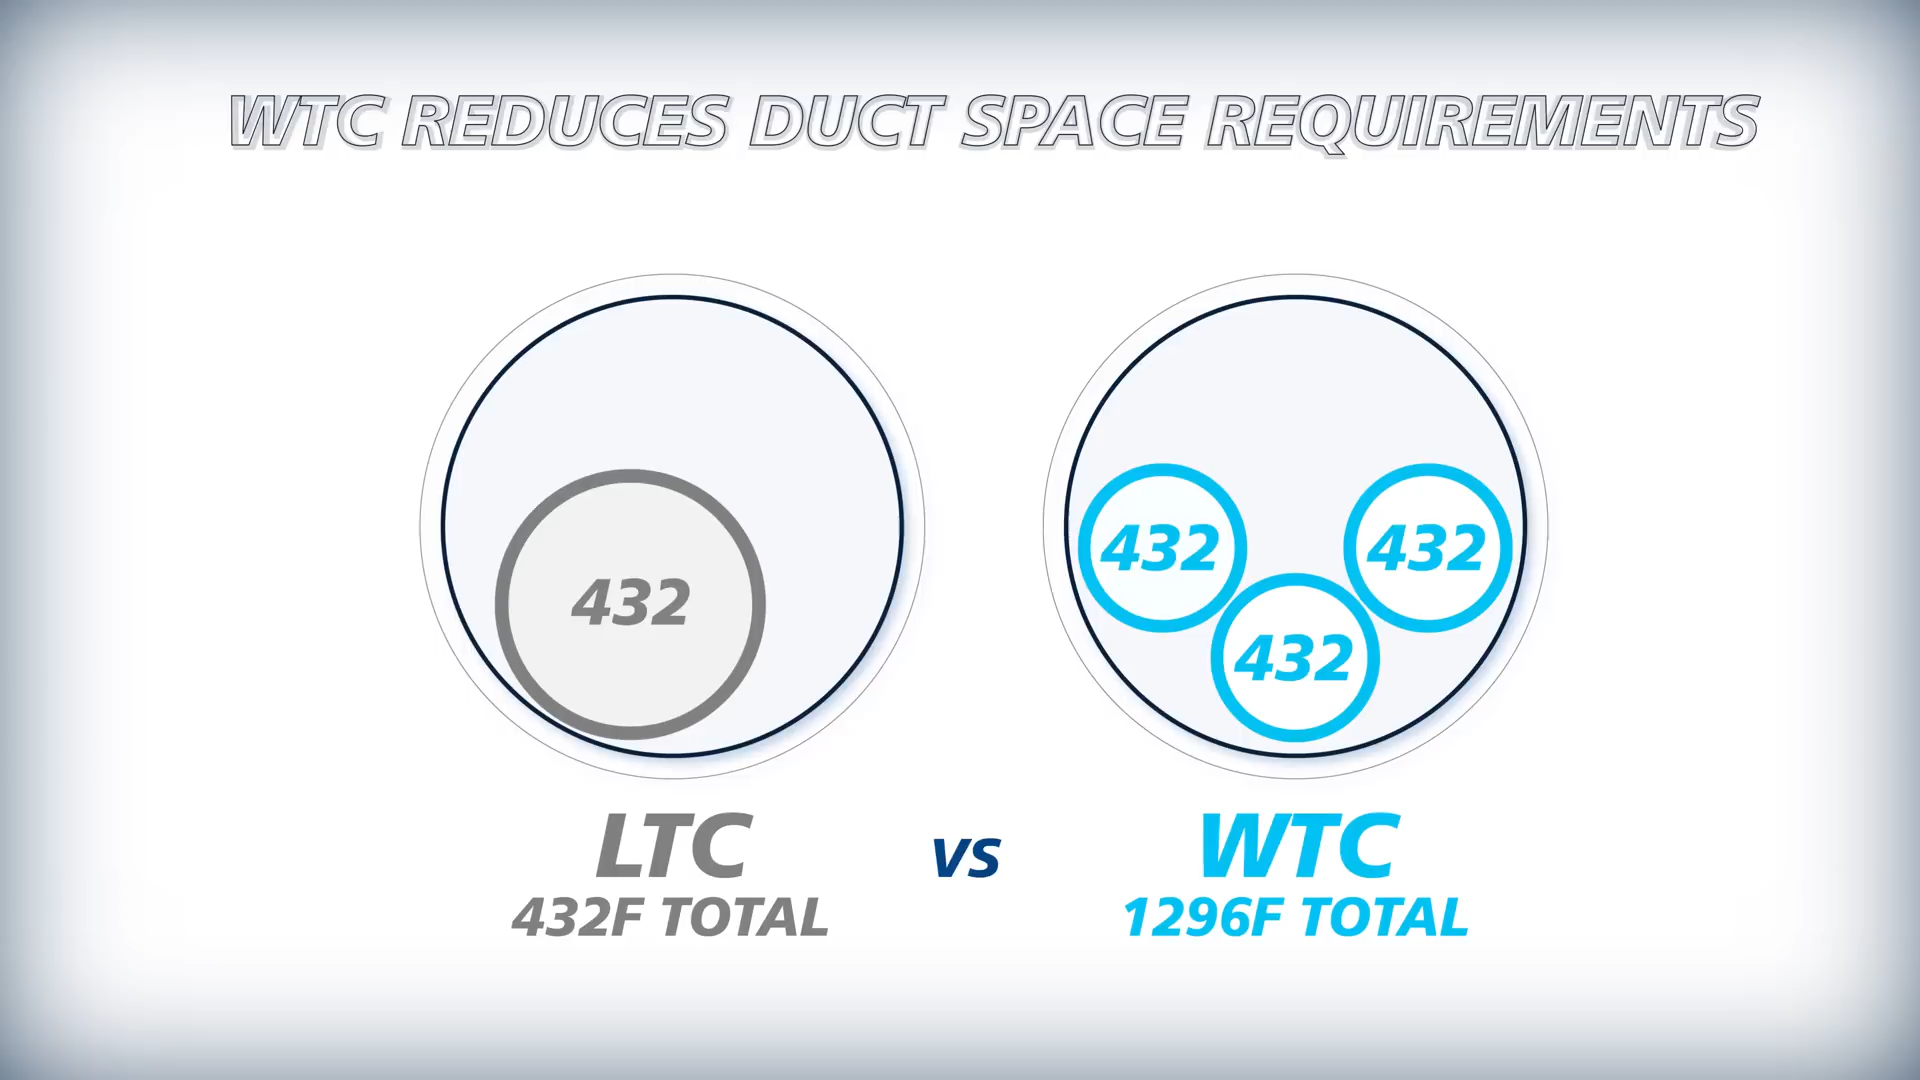 WTC REDUCES DUCT SPACE REQUIREMENTS
432
432
432
432
LTC
VS
WTC
432F TOTAL
1296F TOTAL